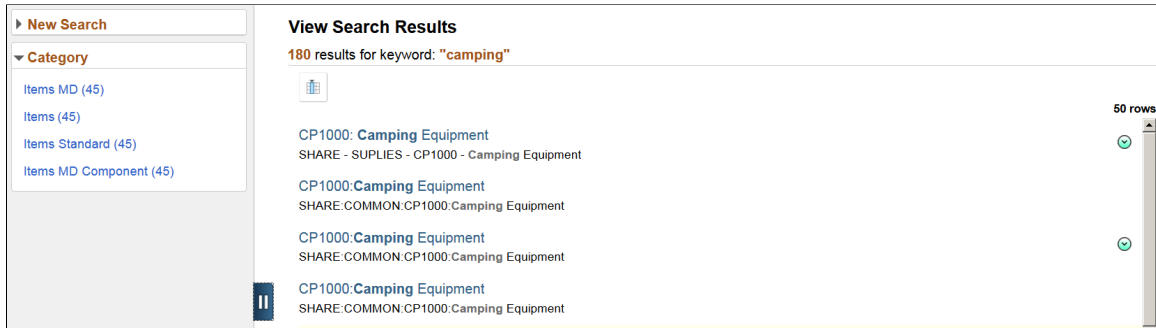 New Search
Category
Items MD (45)
Items (45)
Items Standard (45)
Items MD Component (45)
View Search Results
180 results for keyword: "camping"
50 rows
CP1000: Camping Equipment
SHARE - SUPLIES - CP1000 - Camping Equipment
CP1000:Camping Equipment
SHARE:COMMON:CP1000:Camping Equipment
CP1000:Camping Equipment
SHARE:COMMON:CP1000:Camping Equipment
CP1000:Camping Equipment
SHARE:COMMON:CP1000:Camping Equipment